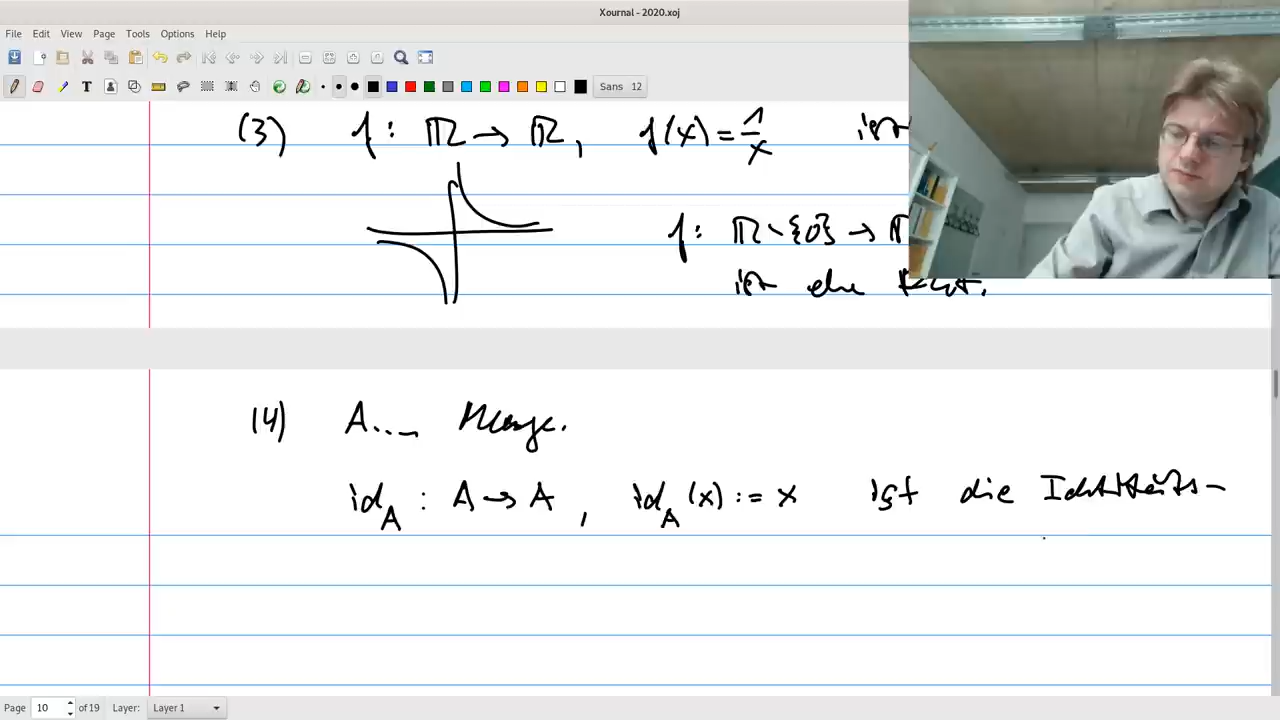 Xournal - 2020.xoj
File Edit View Page Tools Options Help
Sans 12
(3) f : ℝ → ℝ, f(x) = 1/x ist
f : ℝ \ {0} → ℝ
ist eine
(4) A.... Menge.
id_A : A → A , id_A(x) := x ist die Identitäts-
Page 10 of 19 Layer: Layer 1